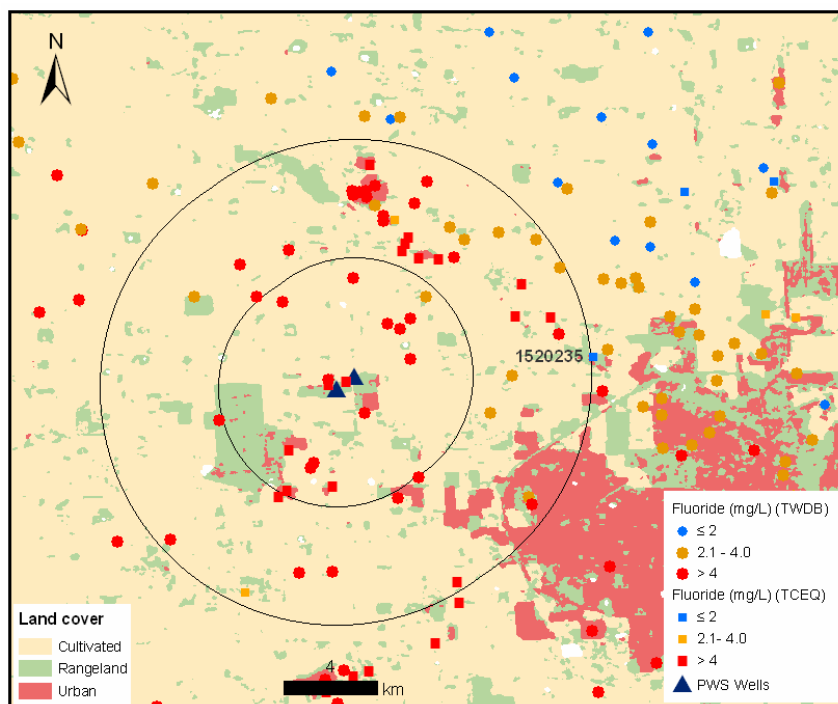 N
1520235
Fluoride (mg/L) (TWDB)
≤ 2
2.1 - 4.0
> 4
Fluoride (mg/L) (TCEQ)
≤ 2
2.1- 4.0
> 4
PWS Wells
Land cover
Cultivated
Rangeland
Urban
4
km